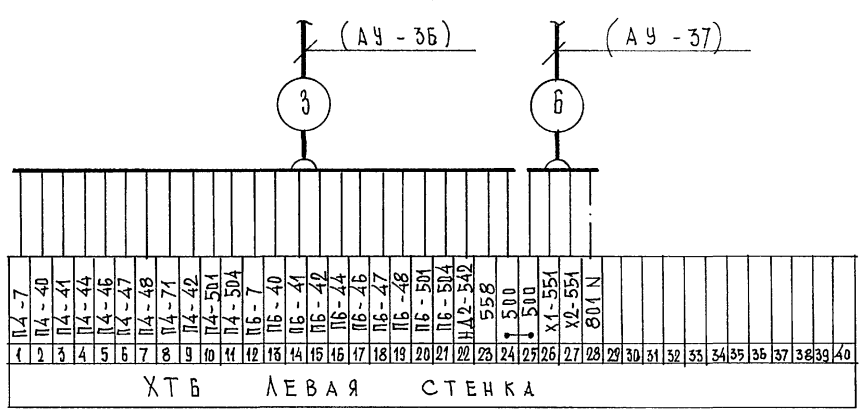 (АУ-36) (АУ-37)
3 6
П4-7 П4-40 П4-41 П4-44 П4-46 П4-47 П4-48 П4-71 П4-42 П4-501 П4-504 П6-7 П6-40 П6-41 П6-42 П6-44 П6-46 П6-47 П6-48 П6-501 П6-504 НД2-542 558 500 500 Х1-551 Х2-551 801 N
1 2 3 4 5 6 7 8 9 10 11 12 13 14 15 16 17 18 19 20 21 22 23 24 25 26 27 28 29 30 31 32 33 34 35 36 37 38 39 40
ХТ6 ЛЕВАЯ СТЕНКА